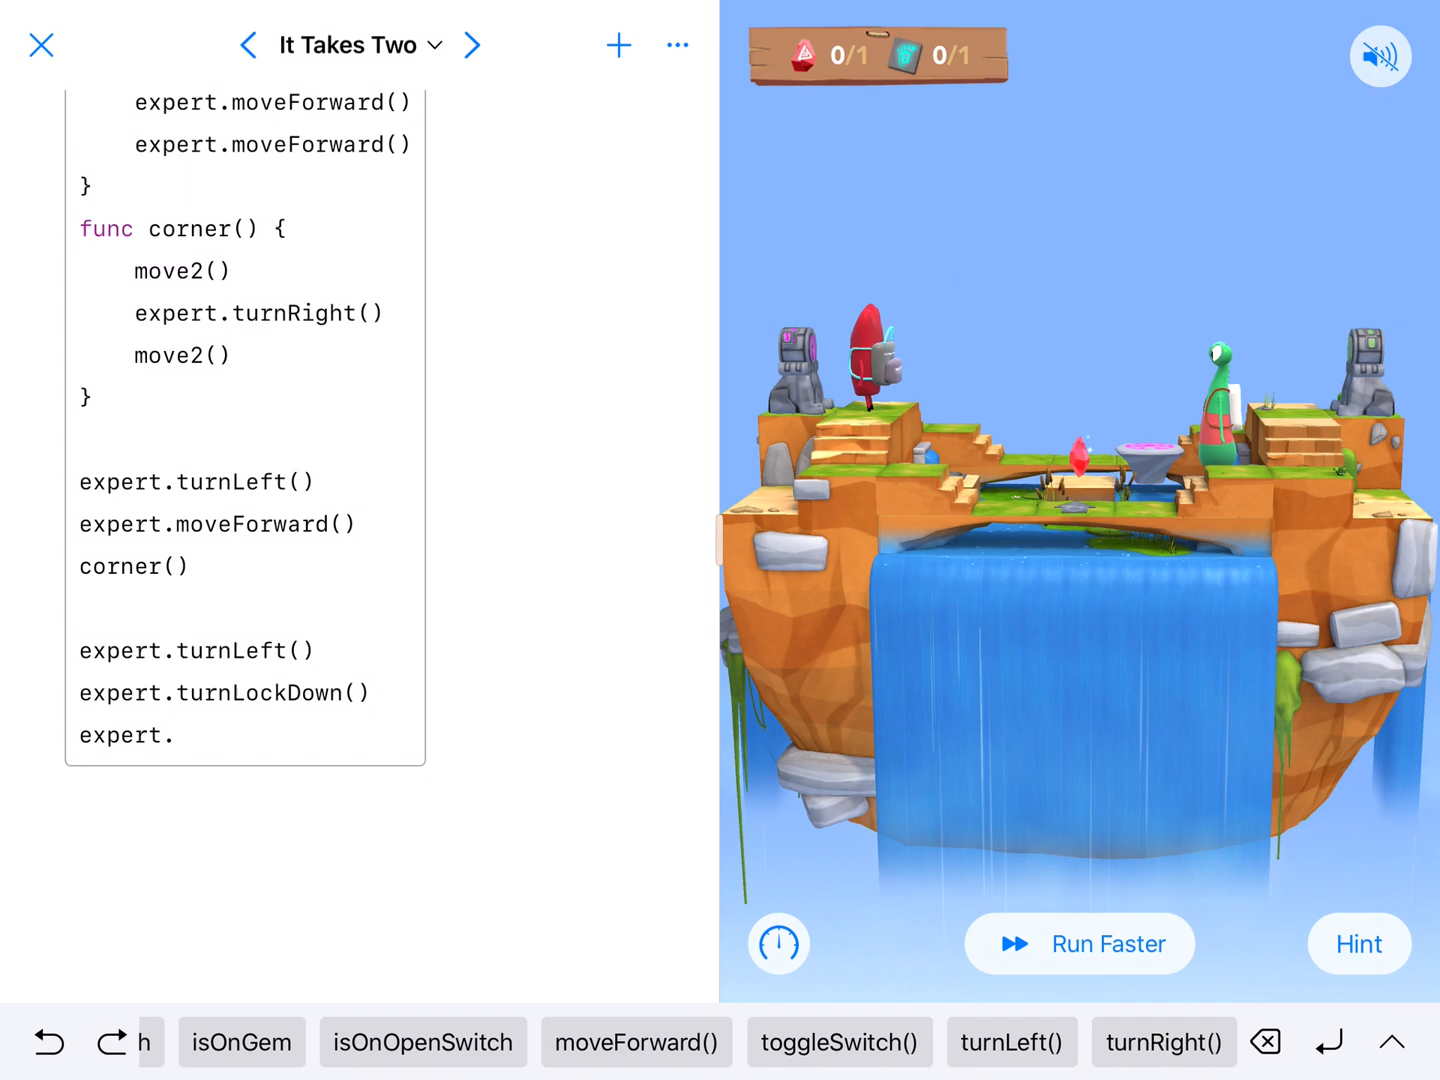 It Takes Two
expert.moveForward()
expert.moveForward()
}
func corner() {
move2()
expert.turnRight()
move2()
}
expert.turnLeft()
expert.moveForward()
corner()
expert.turnLeft()
expert.turnLockDown()
expert.
0/1 0/1
Run Faster
Hint
h isOnGem isOnOpenSwitch moveForward() toggleSwitch() turnLeft() turnRight()